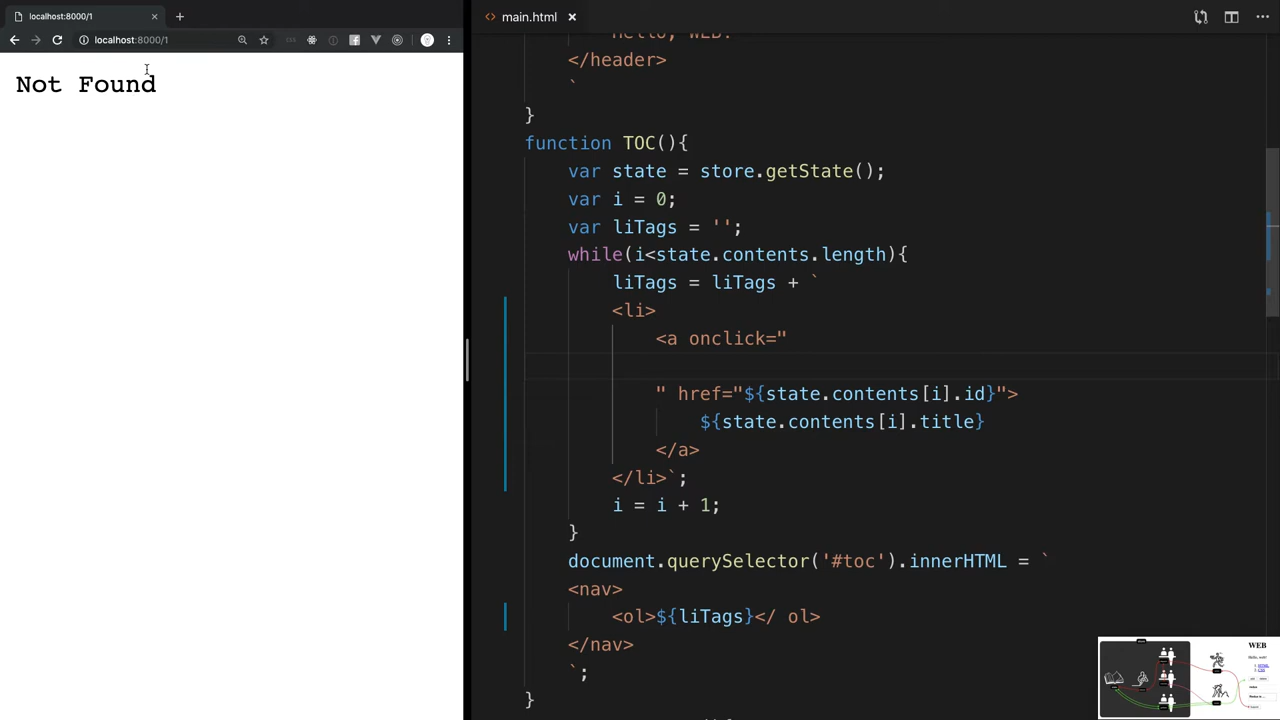 localhost:8000/1
localhost:8000/1
Not Found
main.html
Hello, WEB!
</header>
`
}
function TOC(){
var state = store.getState();
var i = 0;
var liTags = '';
while(i<state.contents.length){
liTags = liTags + `
<li>
<a onclick="
" href="${state.contents[i].id}">
${state.contents[i].title}
</a>
</li>`;
i = i + 1;
}
document.querySelector('#toc').innerHTML = `
<nav>
<ol>${liTags}</ ol>
</nav>
`;
}
WEB